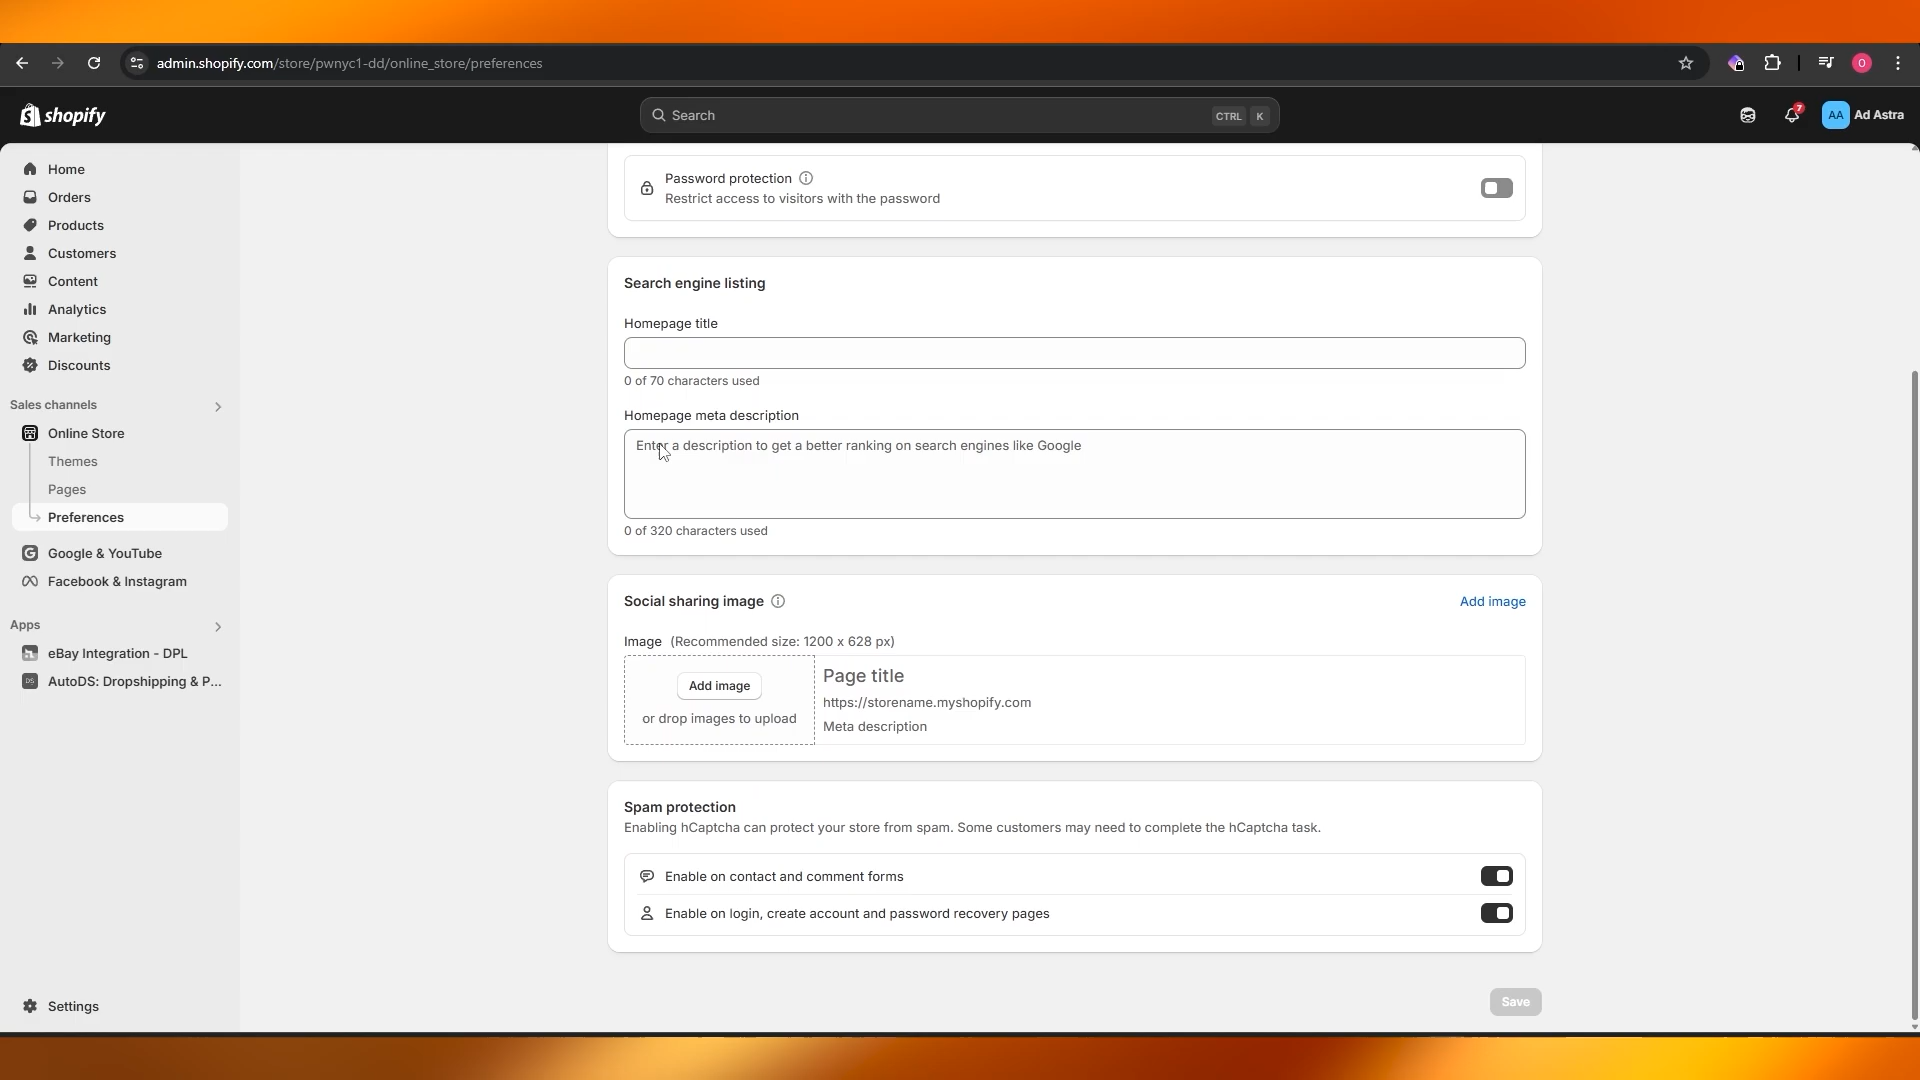 admin.shopify.com/store/pwnyc1-dd/online_store/preferences
O
shopify
Search
CTRL K
7
AA Ad Astra
Home
Orders
Products
Customers
Content
Analytics
Marketing
Discounts
Sales channels
Online Store
Themes
Pages
Preferences
Google & YouTube
Facebook & Instagram
Apps
eBay Integration - DPL
AutoDS: Dropshipping & P...
Settings
Password protection
Restrict access to visitors with the password
Search engine listing
Homepage title
0 of 70 characters used
Homepage meta description
Enter a description to get a better ranking on search engines like Google
0 of 320 characters used
Social sharing image
Add image
Image (Recommended size: 1200 x 628 px)
Add image
or drop images to upload
Page title
https://storename.myshopify.com
Meta description
Spam protection
Enabling hCaptcha can protect your store from spam. Some customers may need to complete the hCaptcha task.
Enable on contact and comment forms
Enable on login, create account and password recovery pages
Save